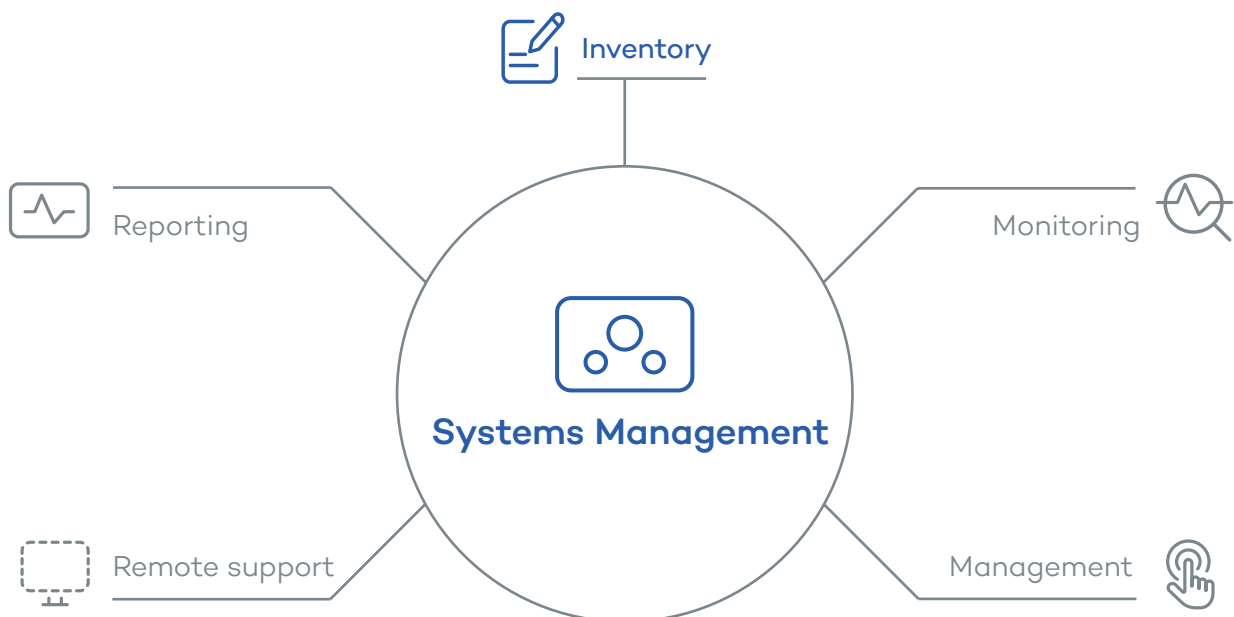 Inventory
Reporting
Monitoring
Systems Management
Remote support
Management